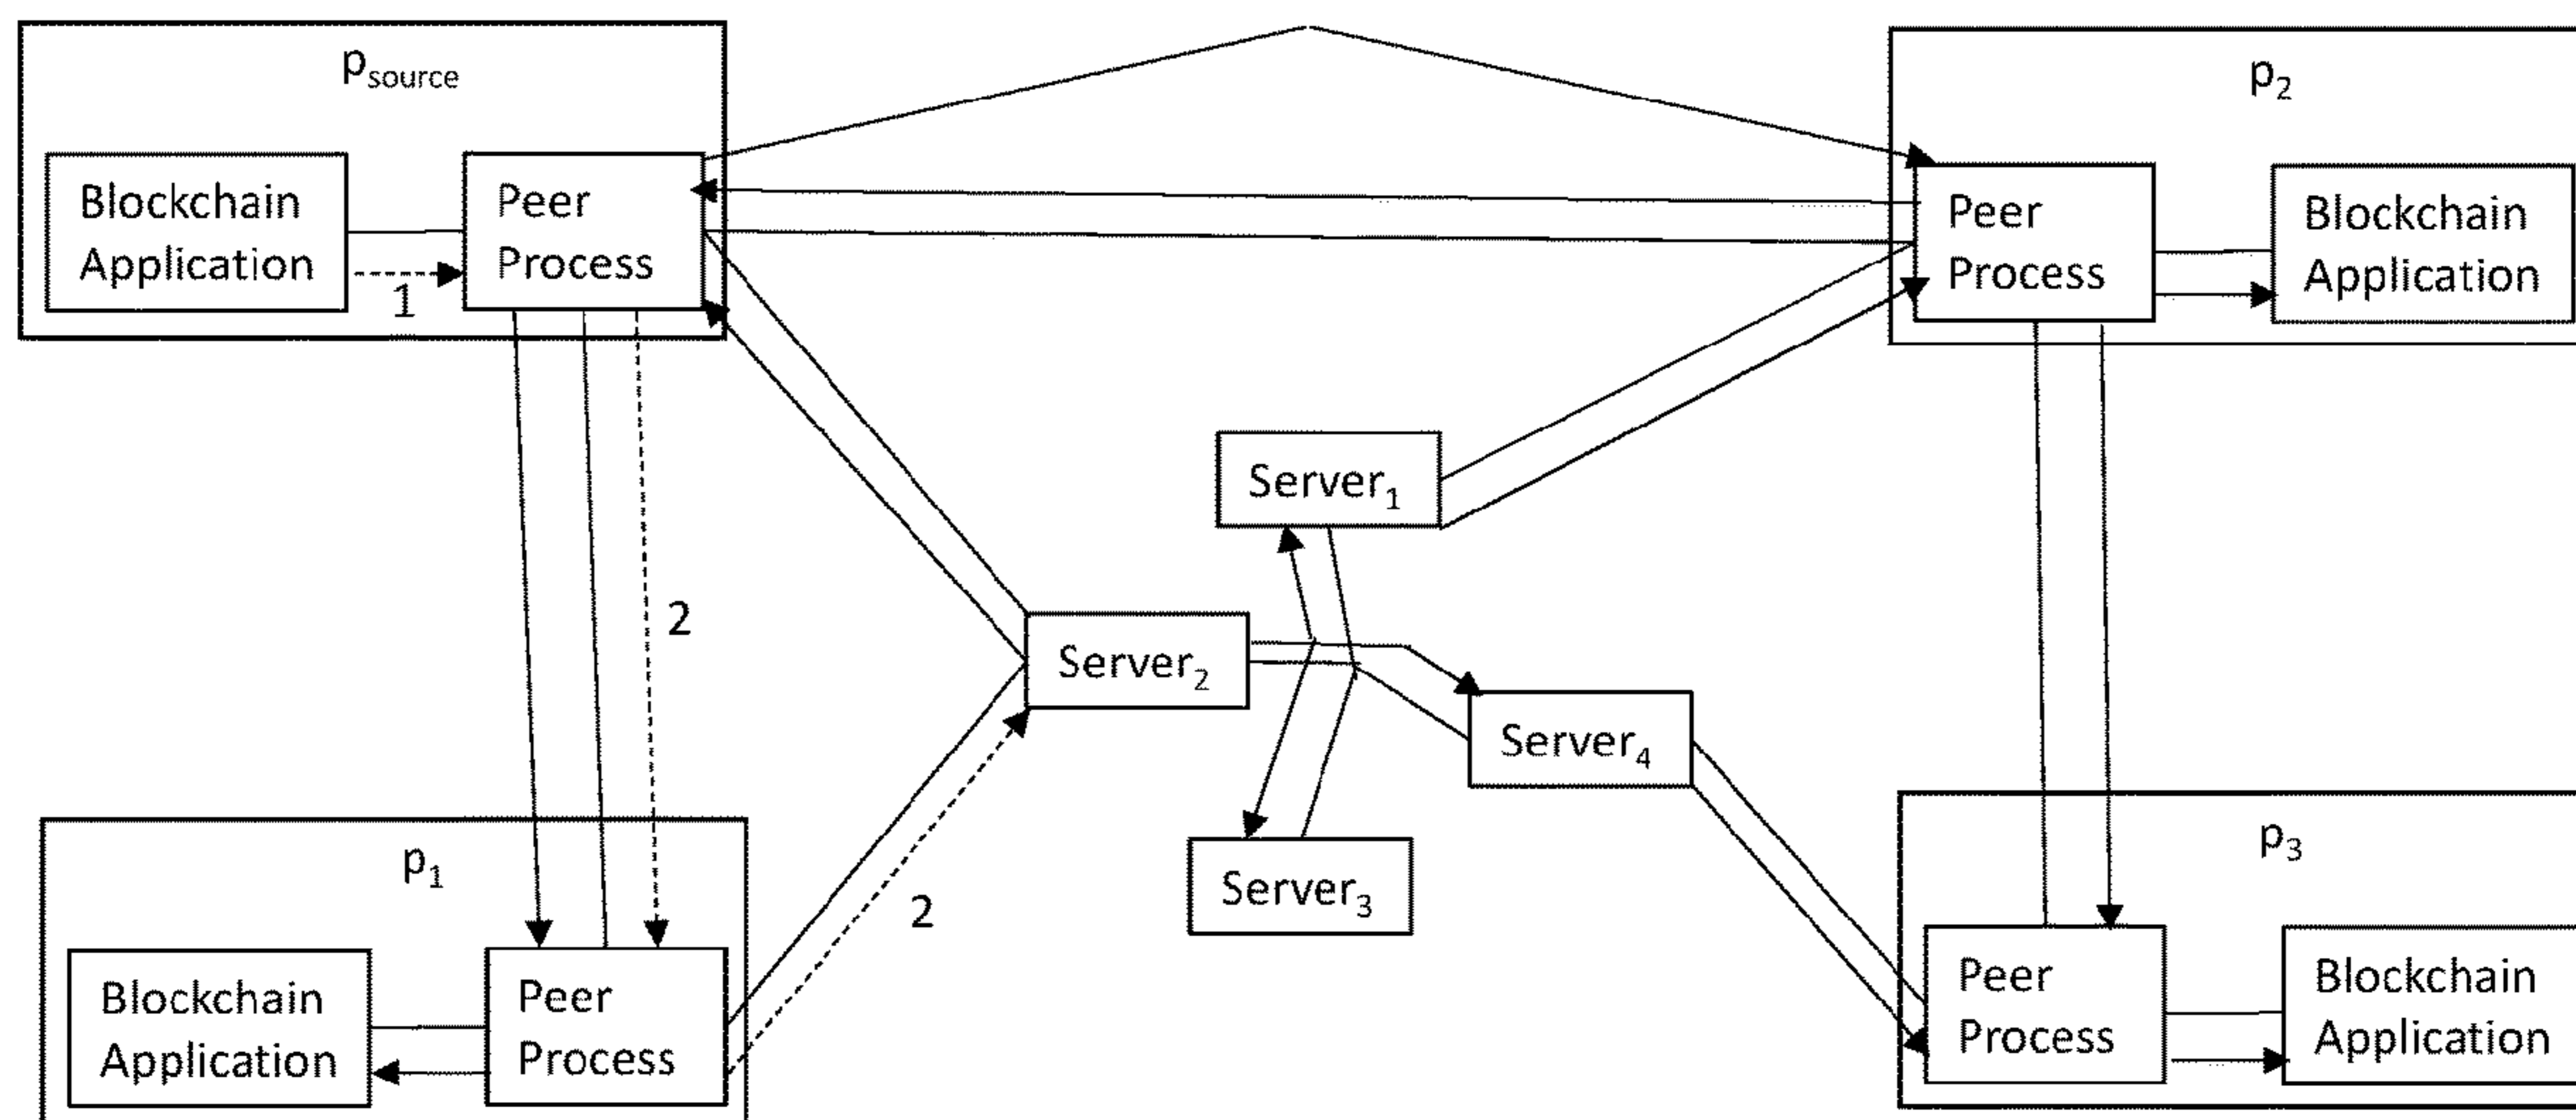 p_source
Blockchain
Application
1
Peer
Process
p_2
Peer
Process
Blockchain
Application
Server_1
2
Server_2
Server_4
Server_3
2
p_1
Blockchain
Application
Peer
Process
p_3
Peer
Process
Blockchain
Application